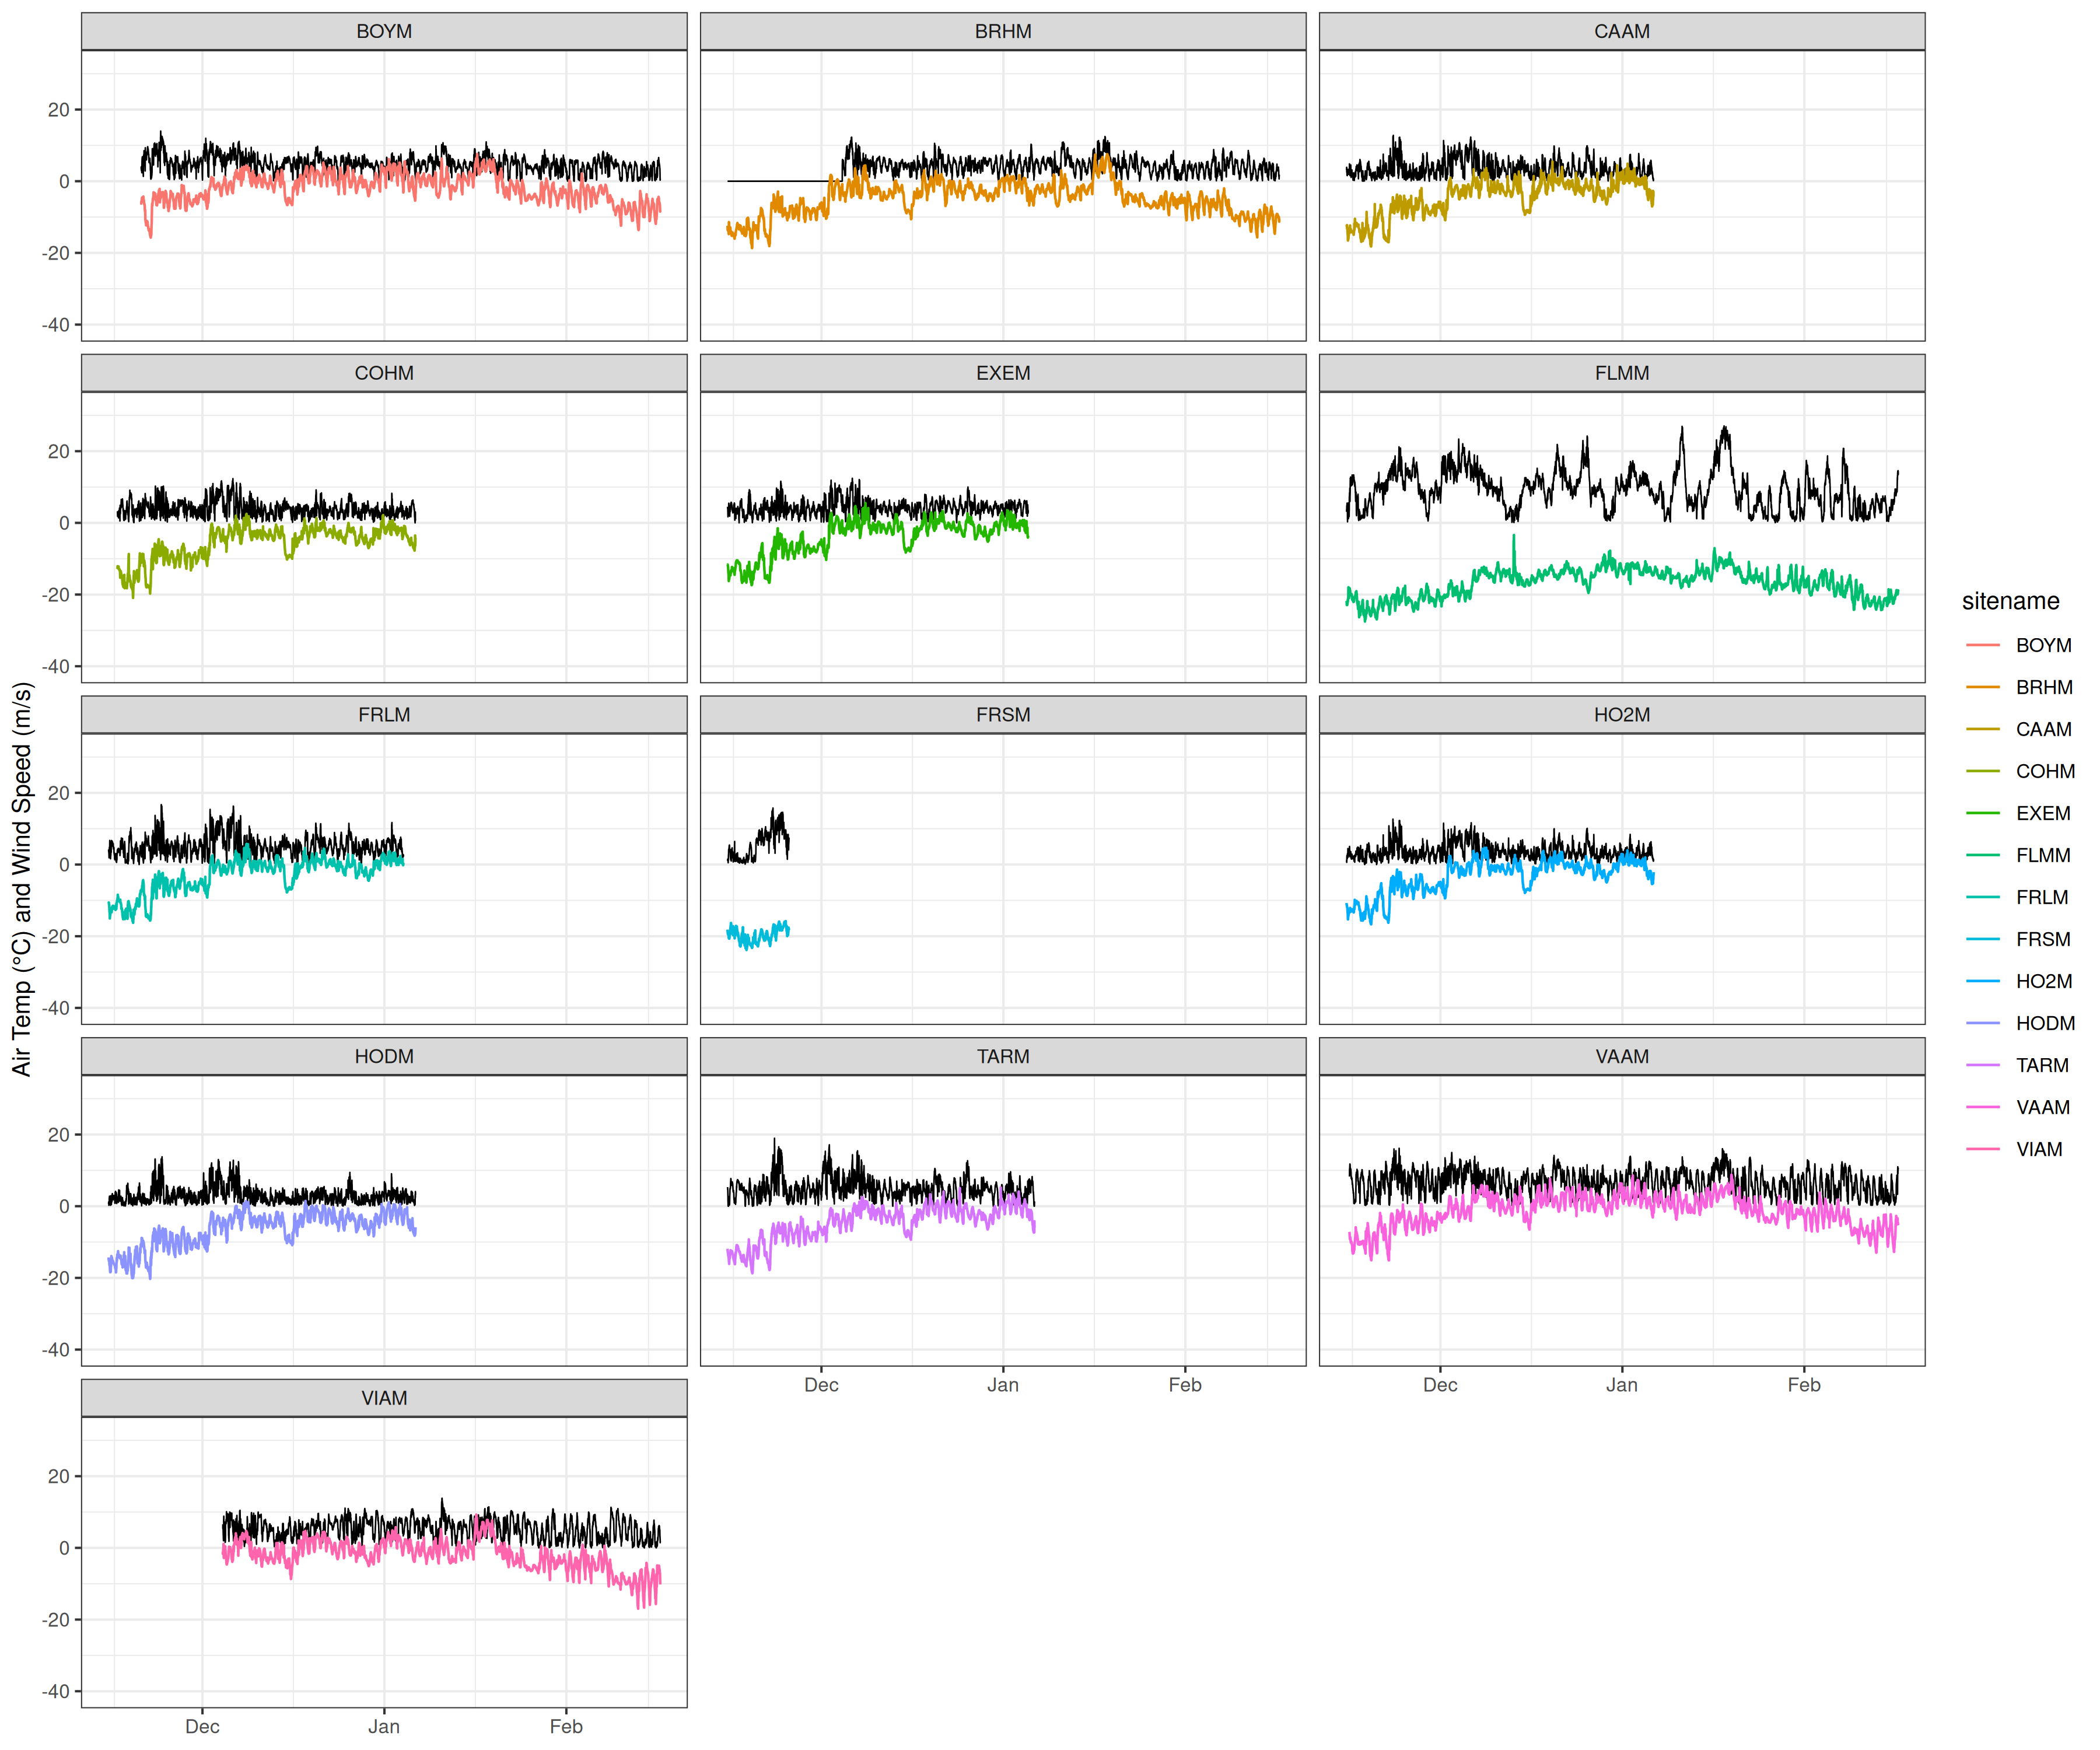 BOYM
BRHM
CAAM
20
0
-20
-40
COHM
EXEM
FLMM
20
0
-20
-40
FRLM
FRSM
HO2M
20
0
-20
-40
HODM
TARM
VAAM
20
0
-20
-40
Dec
Jan
Feb
Dec
Jan
Feb
VIAM
20
0
-20
-40
Dec
Jan
Feb
Air Temp (°C) and Wind Speed (m/s)
sitename
BOYM
BRHM
CAAM
COHM
EXEM
FLMM
FRLM
FRSM
HO2M
HODM
TARM
VAAM
VIAM